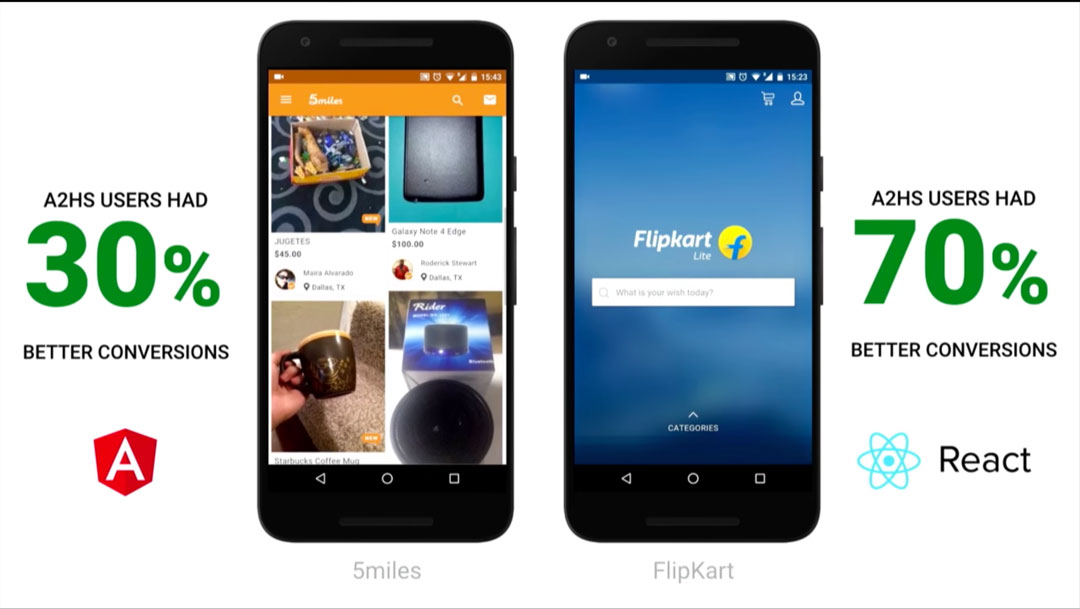 A2HS USERS HAD
30%
BETTER CONVERSIONS
A
15:43
5miles
NEW
JUGETES
$45.00
Maira Alvarado
Dallas, TX
NEW
Starbucks Coffee Mug
Galaxy Note 4 Edge
$100.00
Roderick Stewart
Dallas, TX
Rider
Bluetooth
5miles
15:23
Flipkart
Lite
f
What is your wish today?
CATEGORIES
FlipKart
A2HS USERS HAD
70%
BETTER CONVERSIONS
React